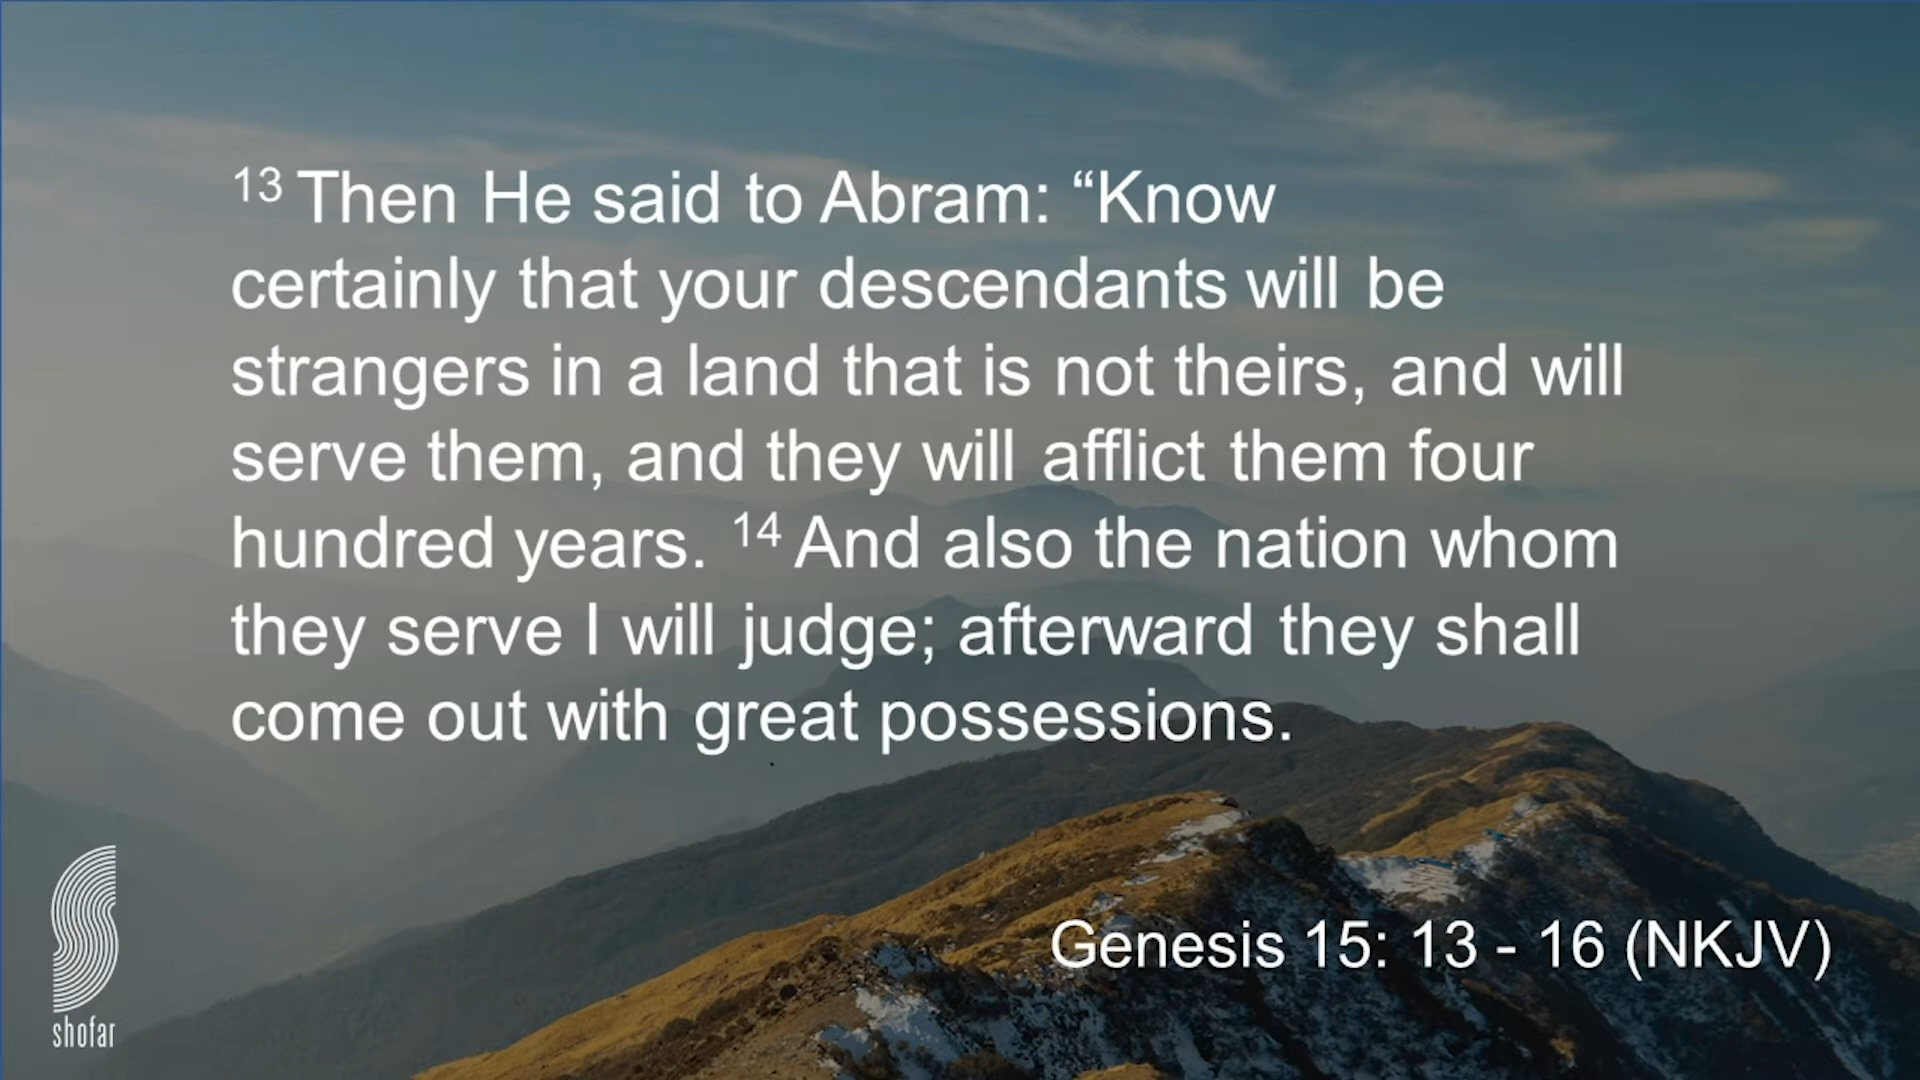 13 Then He said to Abram: “Know
certainly that your descendants will be
strangers in a land that is not theirs, and will
serve them, and they will afflict them four
hundred years. 14 And also the nation whom
they serve I will judge; afterward they shall
come out with great possessions.
Genesis 15: 13 - 16 (NKJV)
shofar